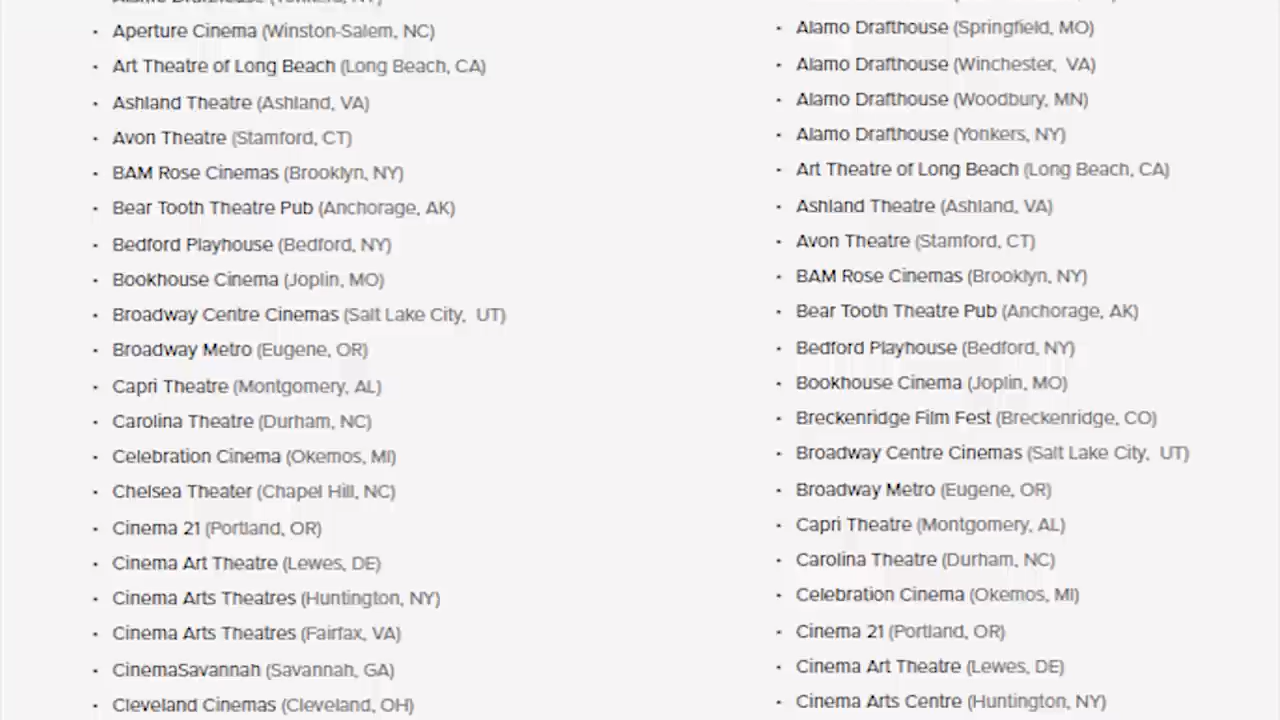 Aperture Cinema (Winston-Salem, NC)
• Art Theatre of Long Beach (Long Beach, CA)
• Ashland Theatre (Ashland, VA)
• Avon Theatre (Stamford, CT)
• BAM Rose Cinemas (Brooklyn, NY)
• Bear Tooth Theatre Pub (Anchorage, AK)
• Bedford Playhouse (Bedford, NY)
• Bookhouse Cinema (Joplin, MO)
• Broadway Centre Cinemas (Salt Lake City, UT)
• Broadway Metro (Eugene, OR)
• Capri Theatre (Montgomery, AL)
• Carolina Theatre (Durham, NC)
• Celebration Cinema (Okemos, MI)
• Chelsea Theater (Chapel Hill, NC)
• Cinema 21 (Portland, OR)
• Cinema Art Theatre (Lewes, DE)
• Cinema Arts Theatres (Huntington, NY)
• Cinema Arts Theatres (Fairfax, VA)
• CinemaSavannah (Savannah, GA)
• Cleveland Cinemas (Cleveland, OH)
• Alamo Drafthouse (Springfield, MO)
• Alamo Drafthouse (Winchester, VA)
• Alamo Drafthouse (Woodbury, MN)
• Alamo Drafthouse (Yonkers, NY)
• Art Theatre of Long Beach (Long Beach, CA)
• Ashland Theatre (Ashland, VA)
• Avon Theatre (Stamford, CT)
• BAM Rose Cinemas (Brooklyn, NY)
• Bear Tooth Theatre Pub (Anchorage, AK)
• Bedford Playhouse (Bedford, NY)
• Bookhouse Cinema (Joplin, MO)
• Breckenridge Film Fest (Breckenridge, CO)
• Broadway Centre Cinemas (Salt Lake City, UT)
• Broadway Metro (Eugene, OR)
• Capri Theatre (Montgomery, AL)
• Carolina Theatre (Durham, NC)
• Celebration Cinema (Okemos, MI)
• Cinema 21 (Portland, OR)
• Cinema Art Theatre (Lewes, DE)
• Cinema Arts Centre (Huntington, NY)